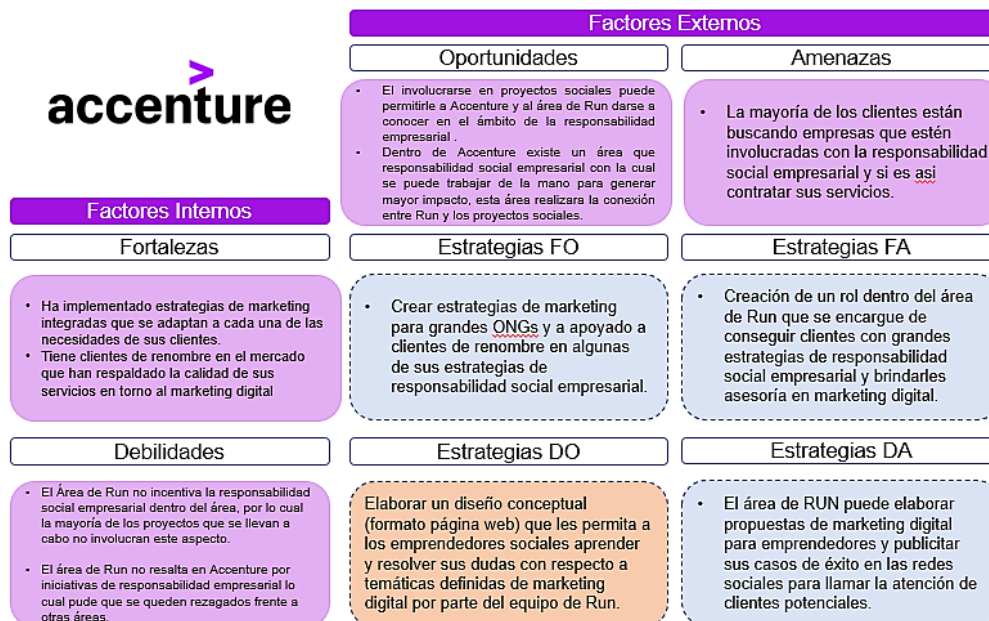 Factores Externos
Oportunidades
Amenazas
>
accenture
• El involucrarse en proyectos sociales puede
permitirle a Accenture y al área de Run darse a
conocer en el ámbito de la responsabilidad
empresarial .
• Dentro de Accenture existe un área que
responsabilidad social empresarial con la cual
se puede trabajar de la mano para generar
mayor impacto, esta área realizara la conexión
entre Run y los proyectos sociales.
• La mayoría de los clientes están
buscando empresas que estén
involucradas con la responsabilidad
social empresarial y si es asi
contratar sus servicios.
Factores Internos
Fortalezas
Estrategias FO
Estrategias FA
• Ha implementado estrategias de marketing
integradas que se adaptan a cada una de las
necesidades de sus clientes.
• Tiene clientes de renombre en el mercado
que han respaldado la calidad de sus
servicios en torno al marketing digital
• Crear estrategias de marketing
para grandes ONGs y a apoyado a
clientes de renombre en algunas
de sus estrategias de
responsabilidad social empresarial.
• Creación de un rol dentro del área
de Run que se encargue de
conseguir clientes con grandes
estrategias de responsabilidad
social empresarial y brindarles
asesoría en marketing digital.
Debilidades
Estrategias DO
Estrategias DA
• El Área de Run no incentiva la responsabilidad
social empresarial dentro del área, por lo cual
la mayoría de los proyectos que se llevan a
cabo no involucran este aspecto.
• El área de Run no resalta en Accenture por
iniciativas de responsabilidad empresarial lo
cual pude que se queden rezagados frente a
otras áreas.
Elaborar un diseño conceptual
(formato página web) que les permita a
los emprendedores sociales aprender
y resolver sus dudas con respecto a
temáticas definidas de marketing
digital por parte del equipo de Run.
• El área de RUN puede elaborar
propuestas de marketing digital
para emprendedores y publicitar
sus casos de éxito en las redes
sociales para llamar la atención de
clientes potenciales.